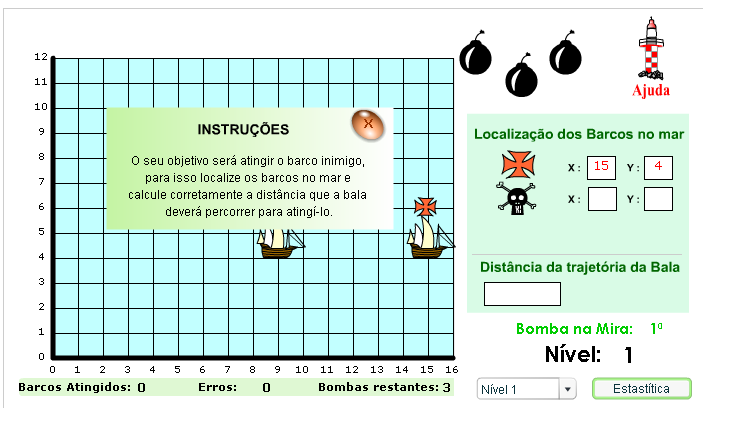 Ajuda
12
11
10
9
8
7
6
5
4
3
2
1
0
0 1 2 3 4 5 6 7 8 9 10 11 12 13 14 15 16
INSTRUÇÕES
X
O seu objetivo será atingir o barco inimigo,
para isso localize os barcos no mar e
calcule corretamente a distância que a bala
deverá percorrer para atingí-lo.
Localização dos Barcos no mar
X : 15 Y : 4
X : Y :
Distância da trajetória da Bala
Bomba na Mira: 1ª
Nível: 1
Barcos Atingidos: 0 Erros: 0 Bombas restantes: 3
Nível 1 Estastítica